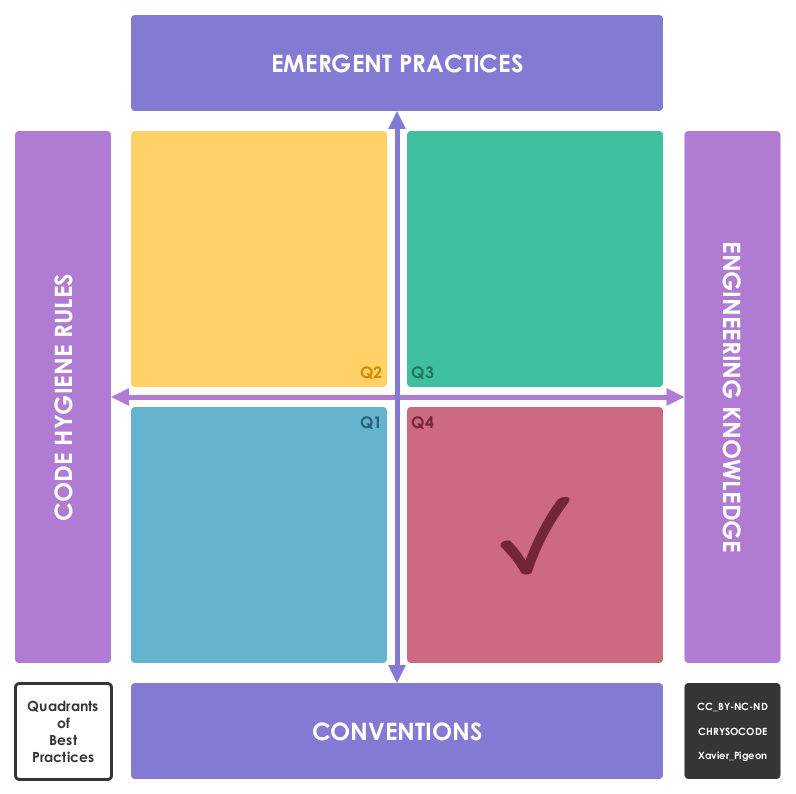 EMERGENT PRACTICES
CODE HYGIENE RULES
ENGINEERING KNOWLEDGE
Q2
Q3
Q1
Q4
CONVENTIONS
Quadrants
of
Best
Practices
CC_BY-NC-ND
CHRYSOCODE
Xavier_Pigeon